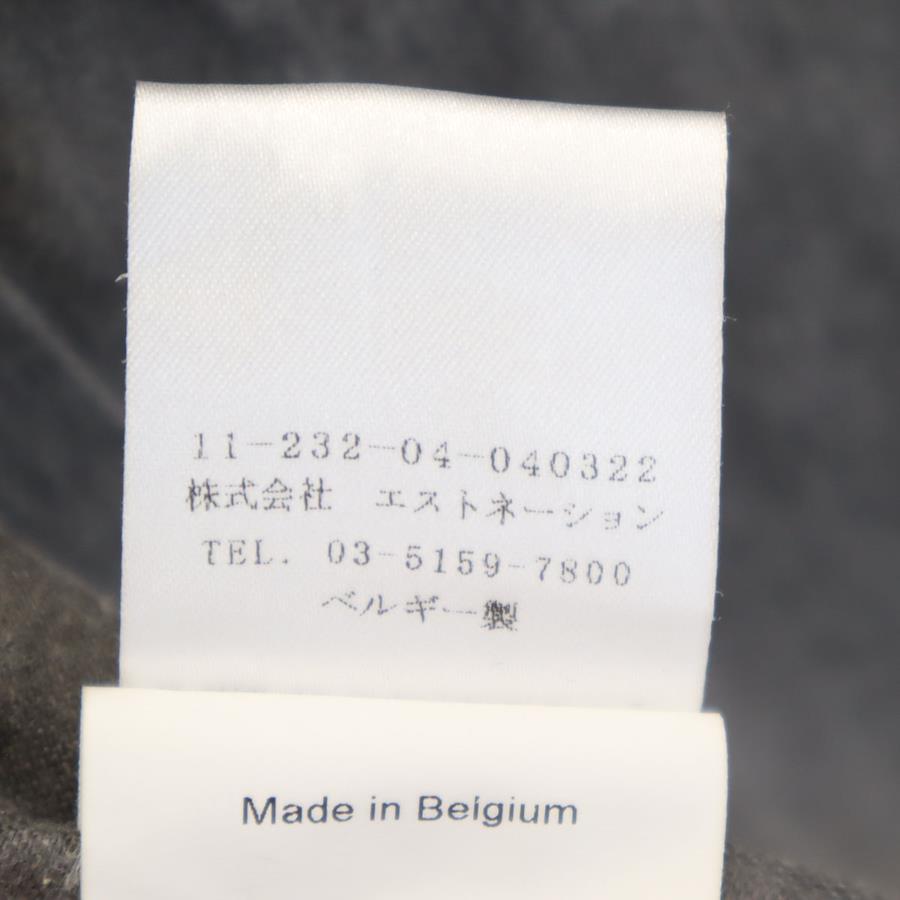 11-232-04-040322
株式会社　エストネーション
TEL. 03-5159-7800
ベルギー製
Made in Belgium